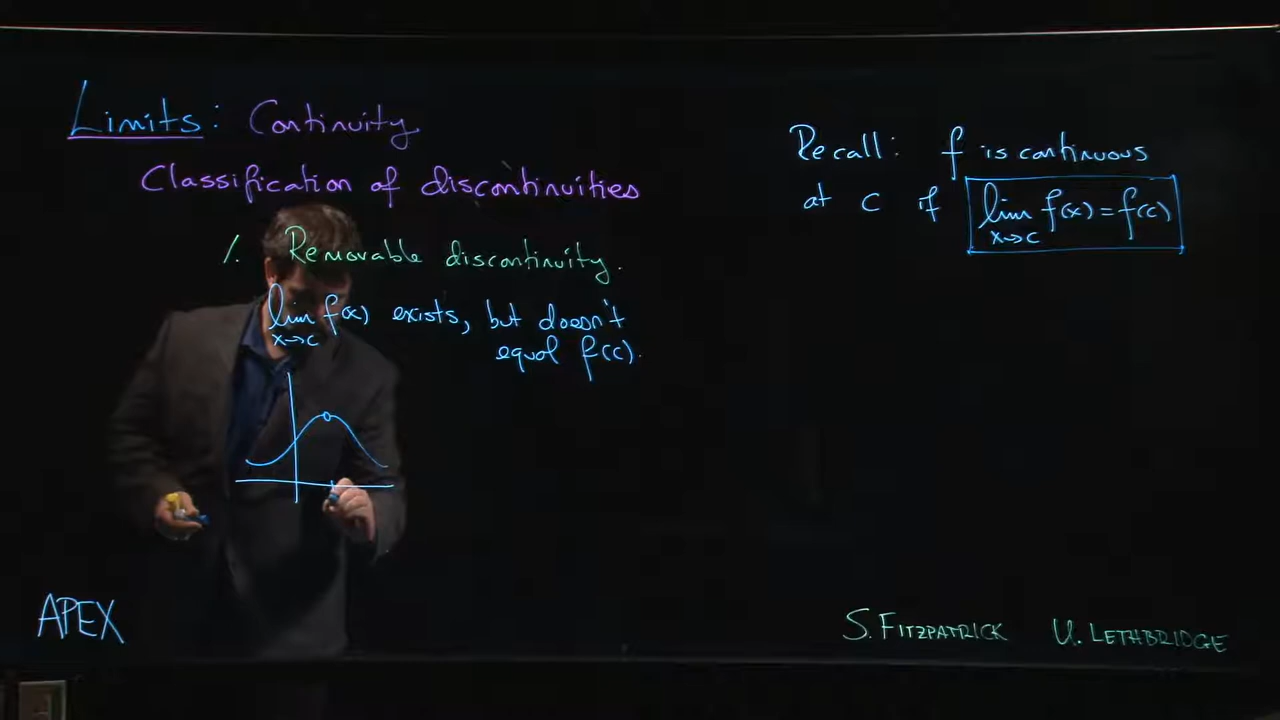 Limits: Continuity
Classification of discontinuities
1. Removable discontinuity.
lim f(x) exists, but doesn't
x→c
equal f(c).
Recall: f is continuous
at c if lim f(x) = f(c)
x→c
APEX
S. FITZPATRICK U. LETHBRIDGE